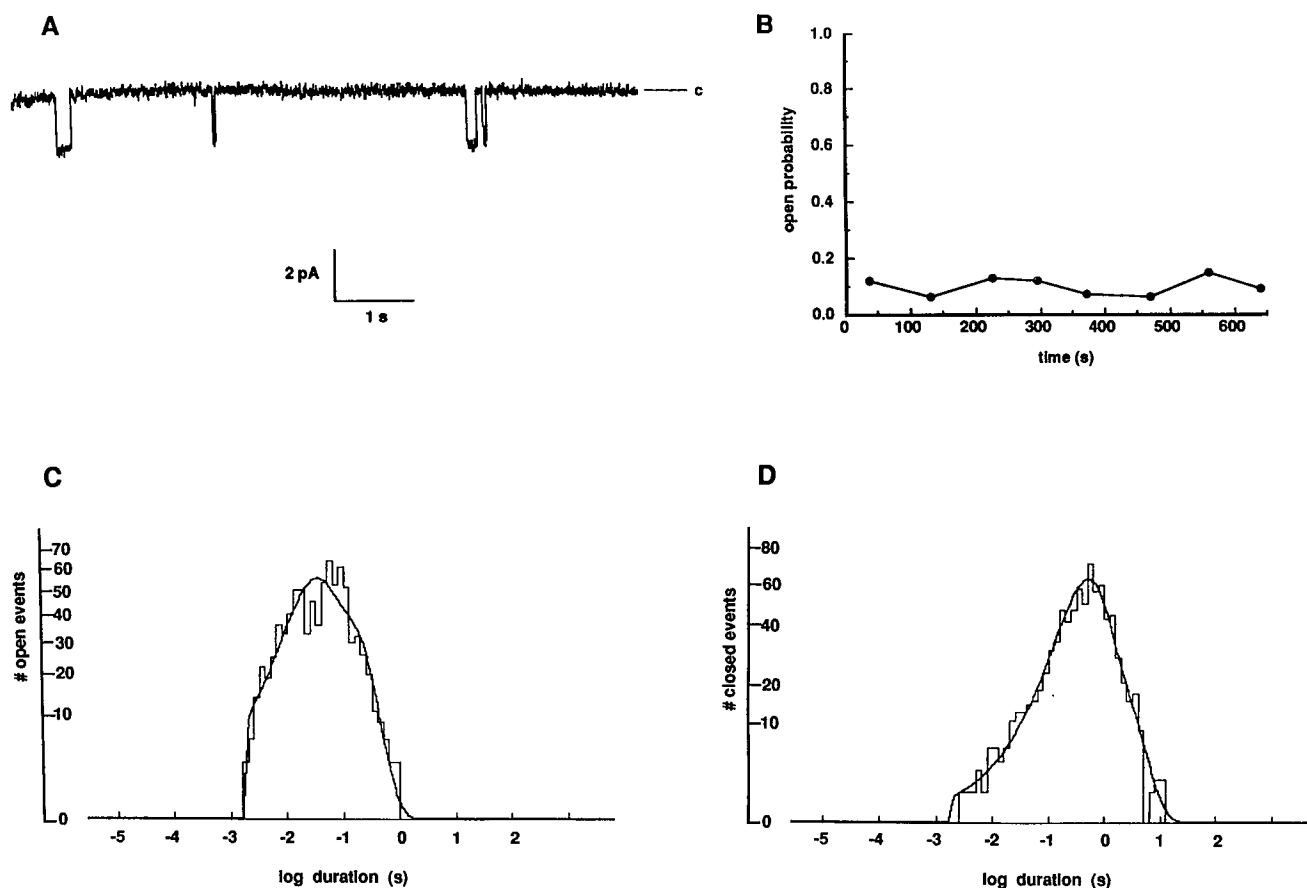 A
c
2 pA
1 s
B
open probability
1.0
0.8
0.6
0.4
0.2
0.0
0 100 200 300 400 500 600
time (s)
C
# open events
70
60
50
40
30
20
10
0
-5 -4 -3 -2 -1 0 1 2
log duration (s)
D
# closed events
80
60
40
20
10
0
-5 -4 -3 -2 -1 0 1 2
log duration (s)